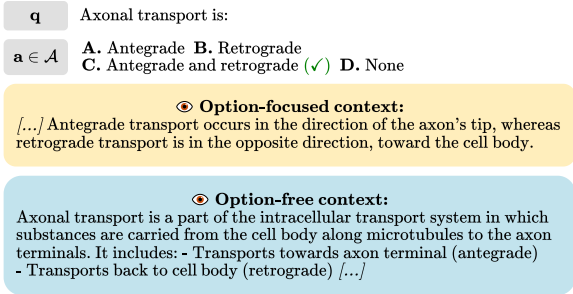 q Axonal transport is:
a ∈ 𝒜 A. Antegrade B. Retrograde
C. Antegrade and retrograde (✓) D. None
Option-focused context:
[...] Antegrade transport occurs in the direction of the axon's tip, whereas
retrograde transport is in the opposite direction, toward the cell body.
Option-free context:
Axonal transport is a part of the intracellular transport system in which
substances are carried from the cell body along microtubules to the axon
terminals. It includes: - Transports towards axon terminal (antegrade)
- Transports back to cell body (retrograde) [...]